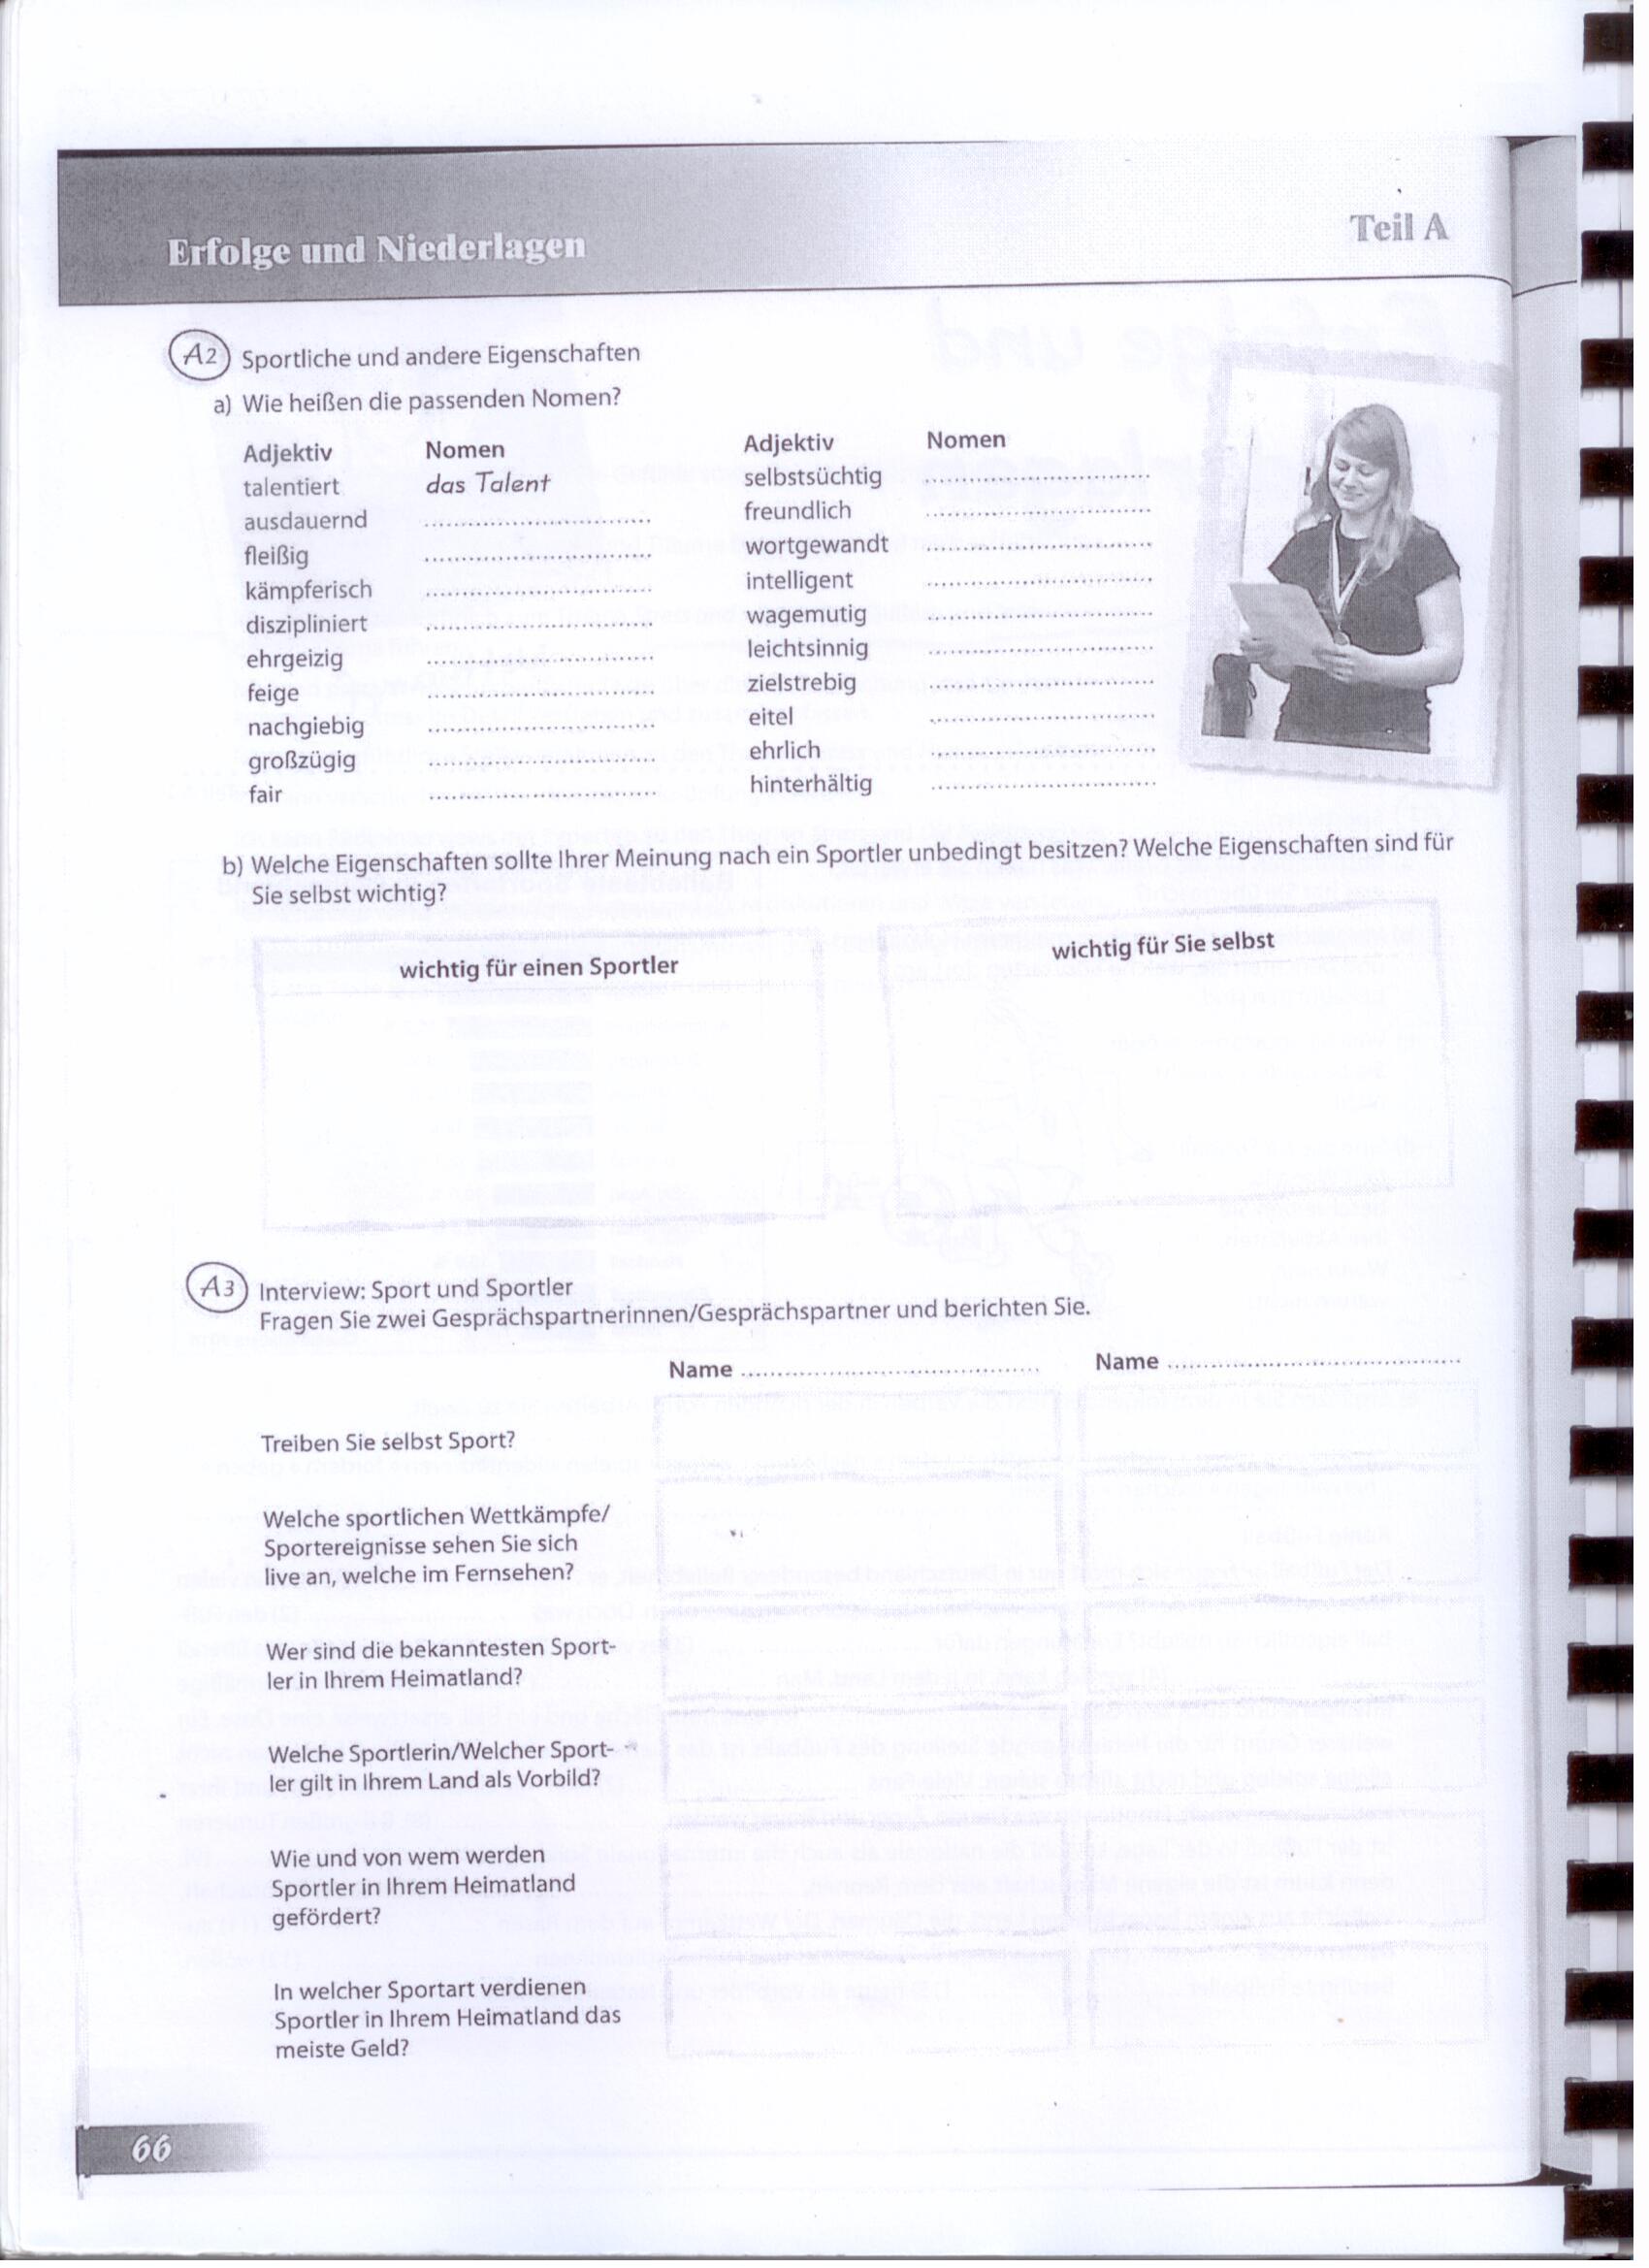 Erfolge und Niederlagen
Teil A
A2 Sportliche und andere Eigenschaften
a) Wie heißen die passenden Nomen?
Adjektiv Nomen
talentiert das Talent
ausdauernd
fleißig
kämpferisch
diszipliniert
ehrgeizig
feige
nachgiebig
großzügig
fair
Adjektiv Nomen
selbstsüchtig
freundlich
wortgewandt
intelligent
wagemutig
leichtsinnig
zielstrebig
eitel
ehrlich
hinterhältig
b) Welche Eigenschaften sollte Ihrer Meinung nach ein Sportler unbedingt besitzen? Welche Eigenschaften sind für
Sie selbst wichtig?
wichtig für einen Sportler
wichtig für Sie selbst
A3 Interview: Sport und Sportler
Fragen Sie zwei Gesprächspartnerinnen/Gesprächspartner und berichten Sie.
Name
Name
Treiben Sie selbst Sport?
Welche sportlichen Wettkämpfe/
Sportereignisse sehen Sie sich
live an, welche im Fernsehen?
Wer sind die bekanntesten Sport-
ler in Ihrem Heimatland?
Welche Sportlerin/Welcher Sport-
ler gilt in Ihrem Land als Vorbild?
Wie und von wem werden
Sportler in Ihrem Heimatland
gefördert?
In welcher Sportart verdienen
Sportler in Ihrem Heimatland das
meiste Geld?
66